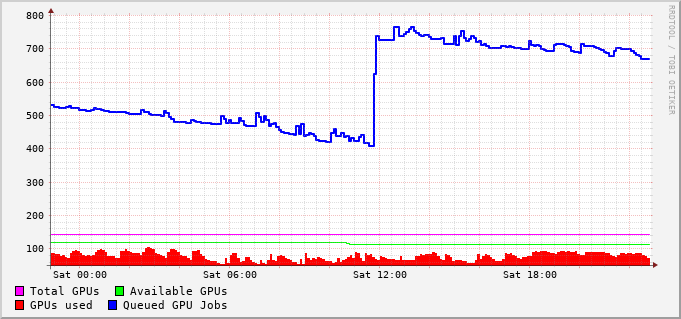 800
700
600
500
400
300
200
100
Sat 00:00 Sat 06:00 Sat 12:00 Sat 18:00
Total GPUs Available GPUs
GPUs used Queued GPU Jobs
RRDTOOL / TOBI OETIKER